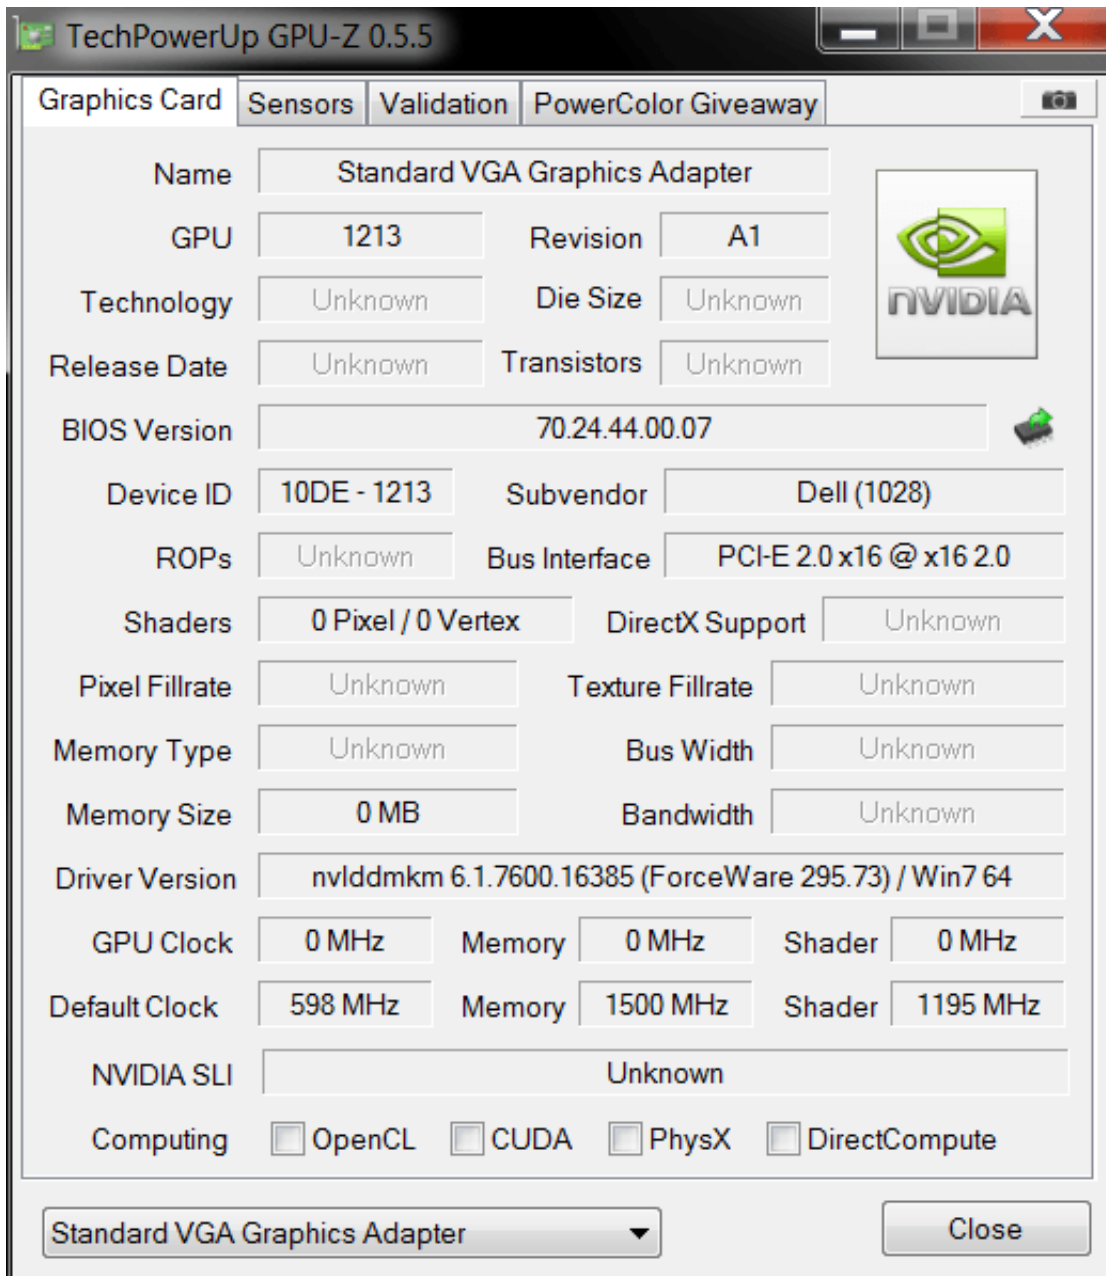 TechPowerUp GPU-Z 0.5.5
Graphics Card Sensors Validation PowerColor Giveaway
Name Standard VGA Graphics Adapter
GPU 1213 Revision A1
nVIDIA
Technology Unknown Die Size Unknown
Release Date Unknown Transistors Unknown
BIOS Version 70.24.44.00.07
Device ID 10DE - 1213 Subvendor Dell (1028)
ROPs Unknown Bus Interface PCI-E 2.0 x16 @ x16 2.0
Shaders 0 Pixel / 0 Vertex DirectX Support Unknown
Pixel Fillrate Unknown Texture Fillrate Unknown
Memory Type Unknown Bus Width Unknown
Memory Size 0 MB Bandwidth Unknown
Driver Version nvlddmkm 6.1.7600.16385 (ForceWare 295.73) / Win7 64
GPU Clock 0 MHz Memory 0 MHz Shader 0 MHz
Default Clock 598 MHz Memory 1500 MHz Shader 1195 MHz
NVIDIA SLI Unknown
Computing OpenCL CUDA PhysX DirectCompute
Standard VGA Graphics Adapter Close